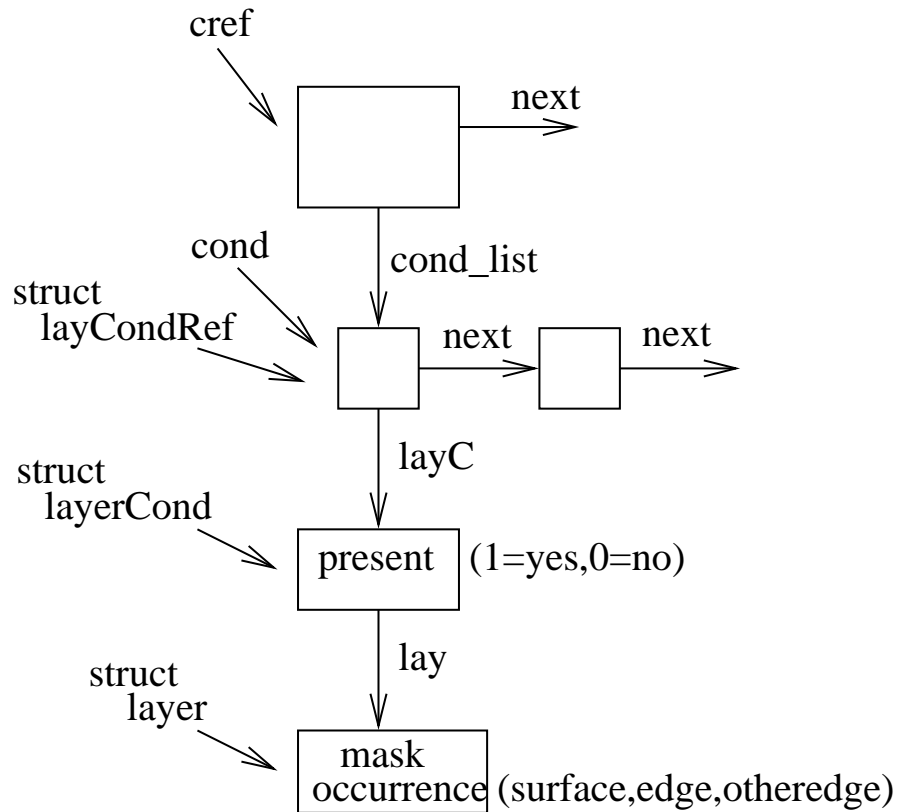 cref
next
cond
cond_list
struct
layCondRef
next
next
layC
struct
layerCond
present (1=yes,0=no)
lay
struct
layer
mask
occurrence (surface,edge,otheredge)